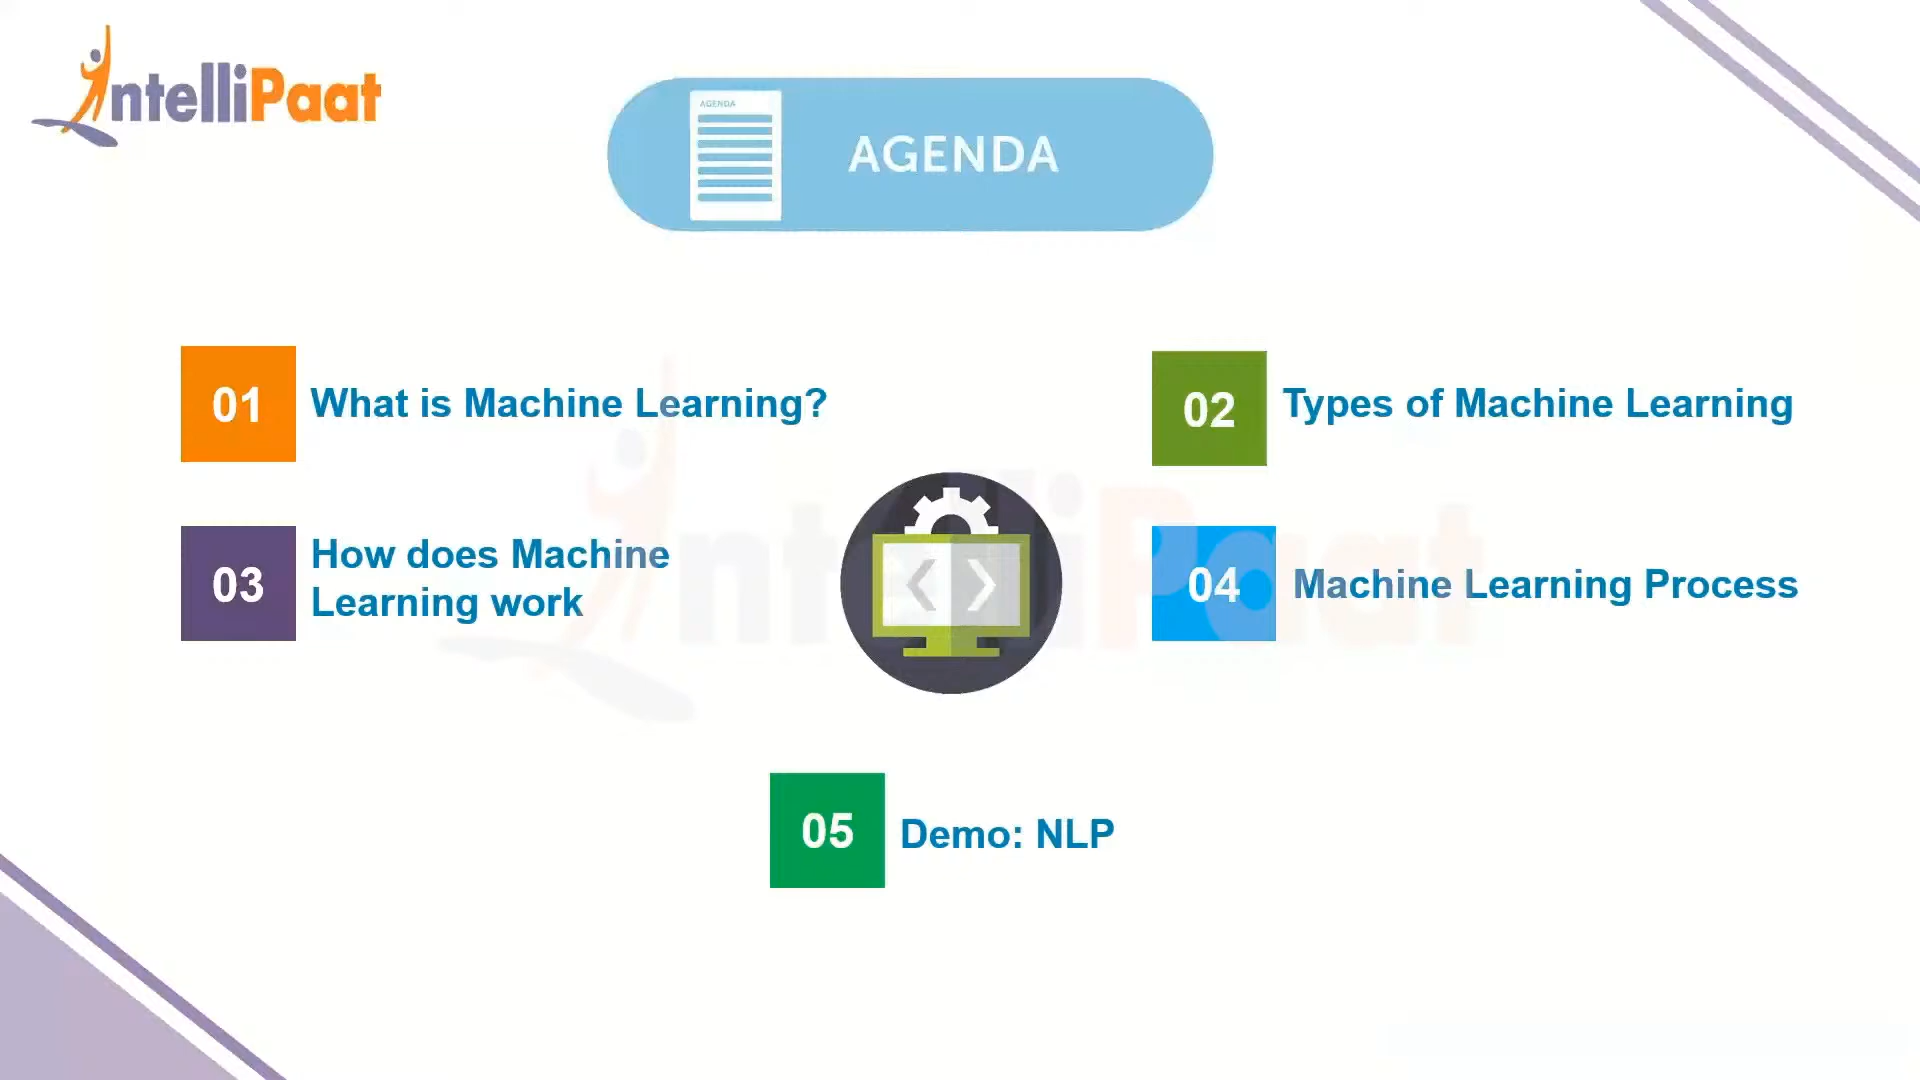 IntelliPaat
AGENDA
AGENDA
01
What is Machine Learning?
02
Types of Machine Learning
03
How does Machine
Learning work
04
Machine Learning Process
05
Demo: NLP
IntelliPaat